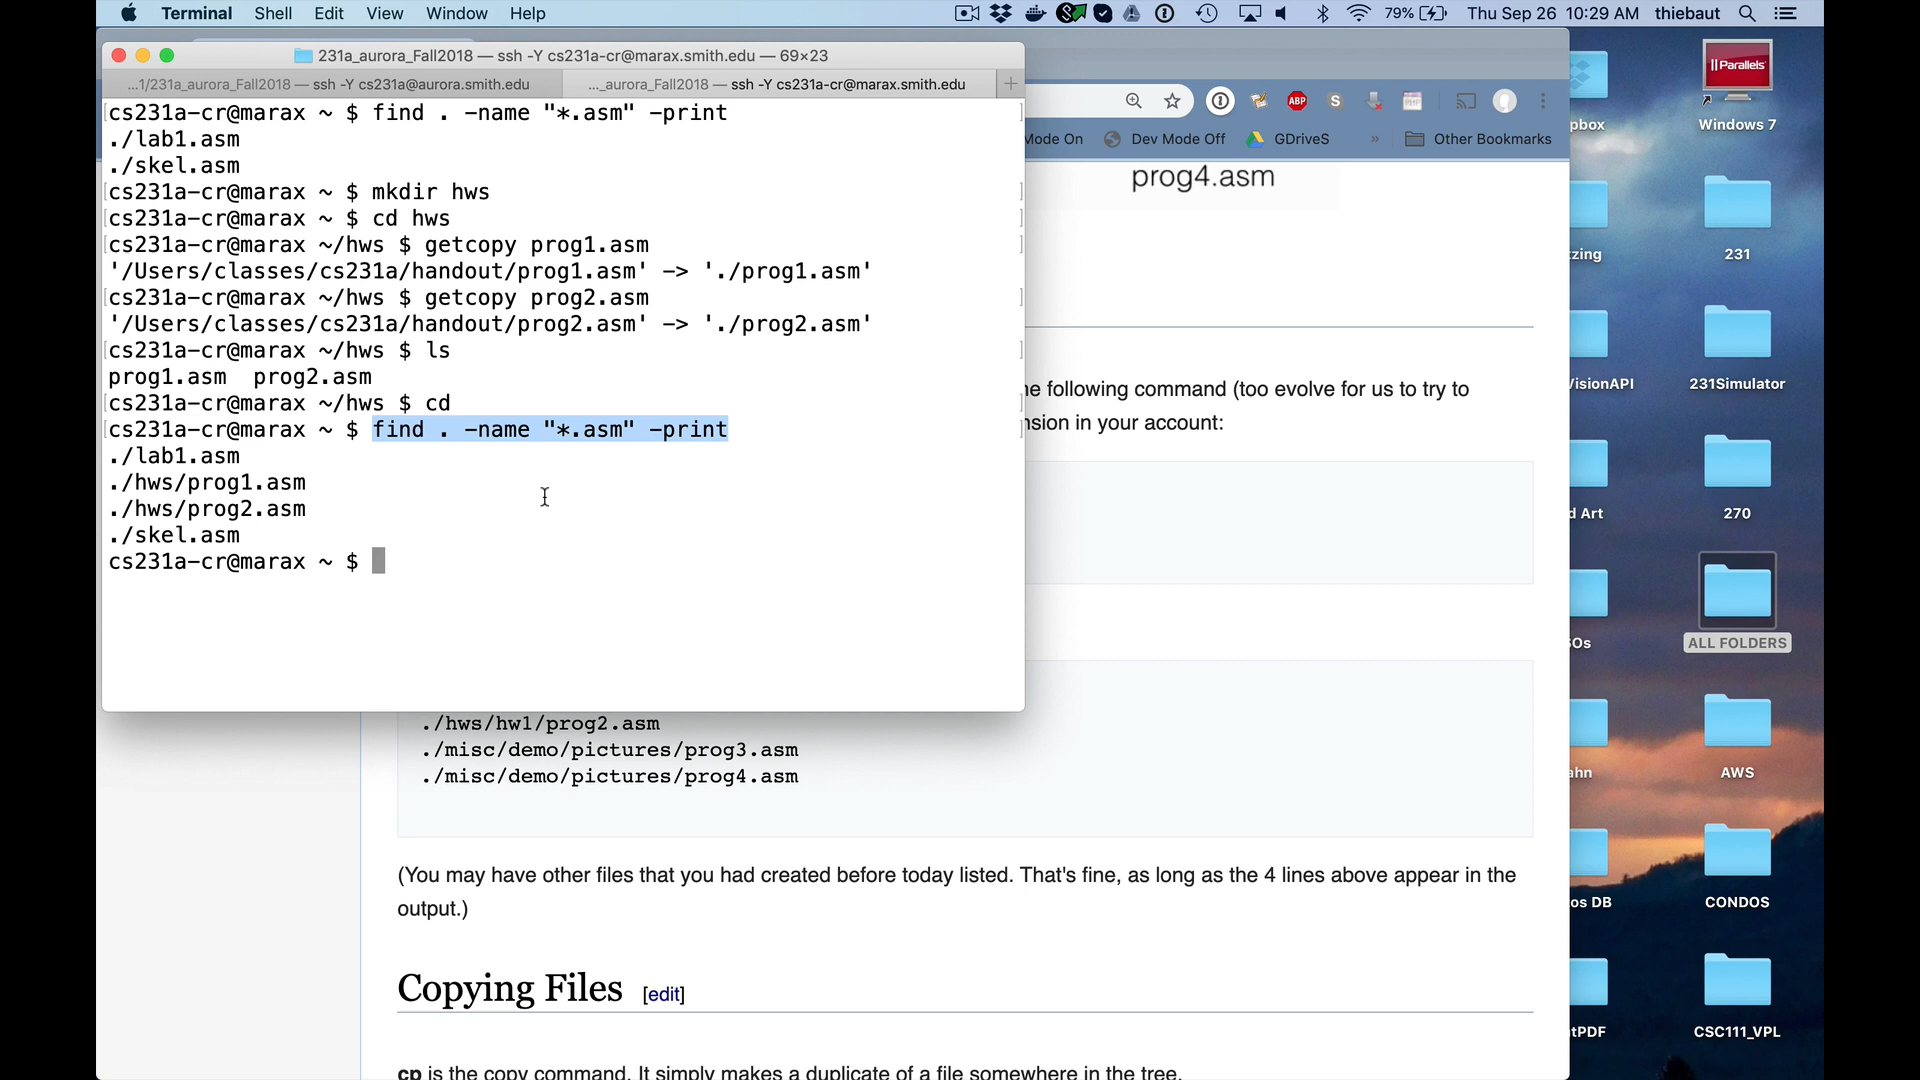 Terminal Shell Edit View Window Help 79% Thu Sep 26 10:29 AM thiebaut
231a_aurora_Fall2018 — ssh -Y cs231a-cr@marax.smith.edu — 69×23
...1/231a_aurora_Fall2018 — ssh -Y cs231a@aurora.smith.edu ..._aurora_Fall2018 — ssh -Y cs231a-cr@marax.smith.edu +
cs231a-cr@marax ~ $ find . -name "*.asm" -print
./lab1.asm
./skel.asm
cs231a-cr@marax ~ $ mkdir hws
cs231a-cr@marax ~ $ cd hws
cs231a-cr@marax ~/hws $ getcopy prog1.asm
'/Users/classes/cs231a/handout/prog1.asm' -> './prog1.asm'
cs231a-cr@marax ~/hws $ getcopy prog2.asm
'/Users/classes/cs231a/handout/prog2.asm' -> './prog2.asm'
cs231a-cr@marax ~/hws $ ls
prog1.asm prog2.asm
cs231a-cr@marax ~/hws $ cd
cs231a-cr@marax ~ $ find . -name "*.asm" -print
./lab1.asm
./hws/prog1.asm
./hws/prog2.asm
./skel.asm
cs231a-cr@marax ~ $
ABP S PHP
Mode On Dev Mode Off GDriveS » Other Bookmarks
prog4.asm
he following command (too evolve for us to try to
nsion in your account:
./hws/hw1/prog2.asm
./misc/demo/pictures/prog3.asm
./misc/demo/pictures/prog4.asm
(You may have other files that you had created before today listed. That's fine, as long as the 4 lines above appear in the
output.)
Copying Files [edit]
cp is the copy command. It simply makes a duplicate of a file somewhere in the tree.
|| Parallels
pbox Windows 7
zing 231
VisionAPI 231Simulator
d Art 270
SOs ALL FOLDERS
ahn AWS
os DB CONDOS
tPDF CSC111_VPL